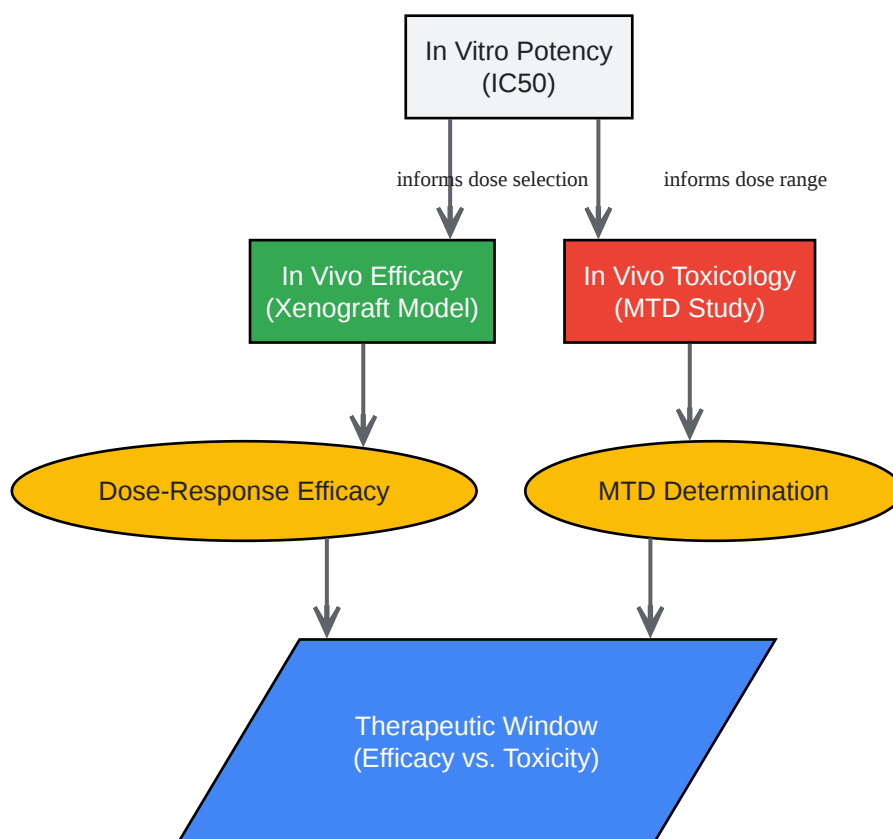 In Vitro Potency
(IC50)
informs dose selection
informs dose range
In Vivo Efficacy
(Xenograft Model)
In Vivo Toxicology
(MTD Study)
Dose-Response Efficacy
MTD Determination
Therapeutic Window
(Efficacy vs. Toxicity)